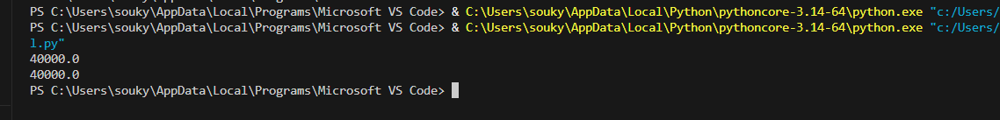 PS C:\Users\souky\AppData\Local\Programs\Microsoft VS Code> & C:\Users\souky\AppData\Local\Python\pythoncore-3.14-64\python.exe "c:/Users/
PS C:\Users\souky\AppData\Local\Programs\Microsoft VS Code> & C:\Users\souky\AppData\Local\Python\pythoncore-3.14-64\python.exe "c:/Users/
l.py"
40000.0
40000.0
PS C:\Users\souky\AppData\Local\Programs\Microsoft VS Code>